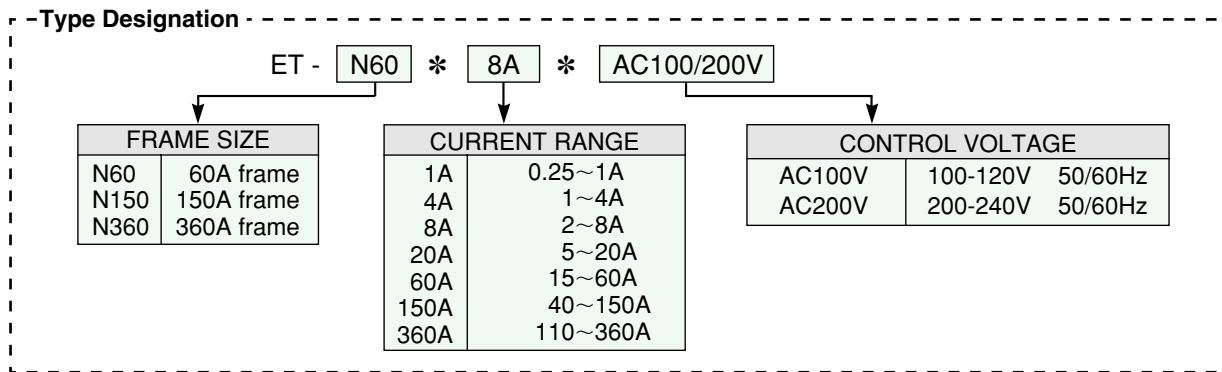 Type Designation
ET - N60 ✻ 8A ✻ AC100/200V
FRAME SIZE
N60 60A frame
N150 150A frame
N360 360A frame
CURRENT RANGE
1A 0.25~1A
4A 1~4A
8A 2~8A
20A 5~20A
60A 15~60A
150A 40~150A
360A 110~360A
CONTROL VOLTAGE
AC100V 100-120V 50/60Hz
AC200V 200-240V 50/60Hz